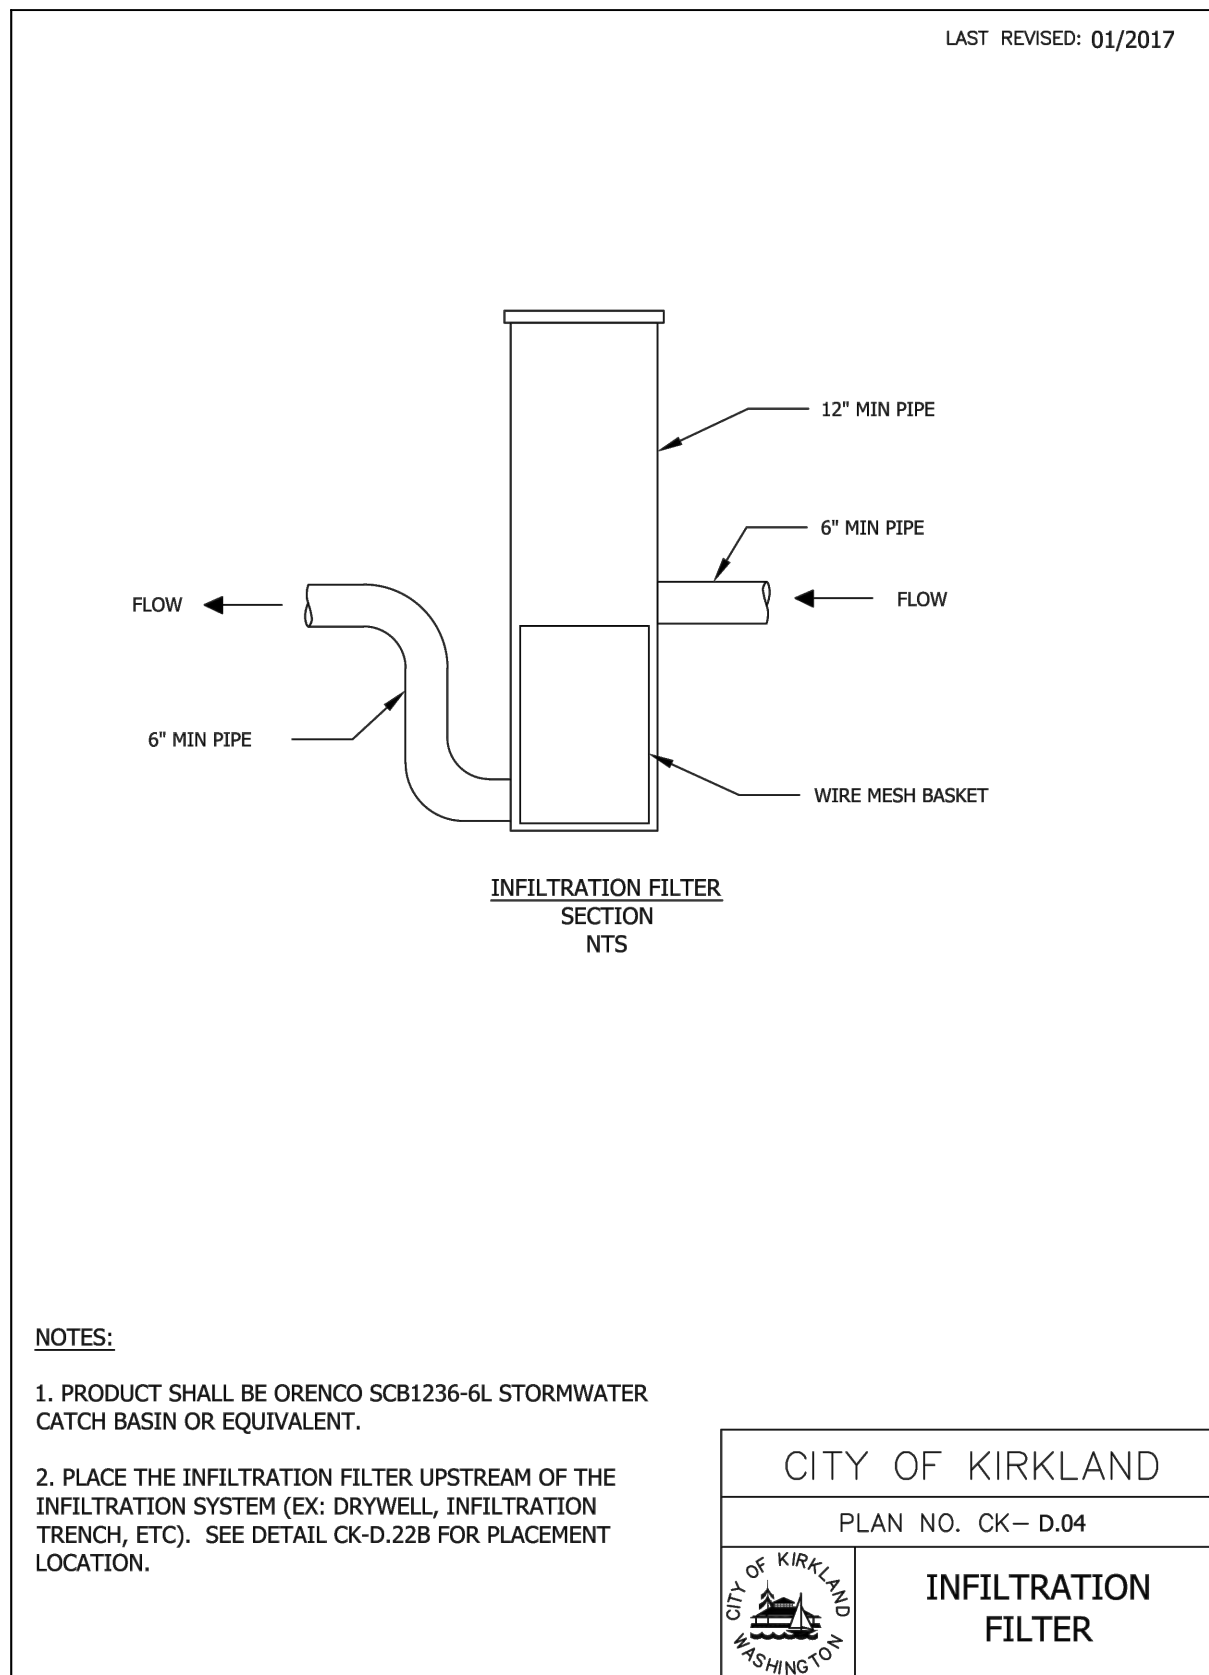 LAST REVISED: 01/2017
12" MIN PIPE
6" MIN PIPE
FLOW
FLOW
6" MIN PIPE
WIRE MESH BASKET
INFILTRATION FILTER
SECTION
NTS
NOTES:
1. PRODUCT SHALL BE ORENCO SCB1236-6L STORMWATER
CATCH BASIN OR EQUIVALENT.
2. PLACE THE INFILTRATION FILTER UPSTREAM OF THE
INFILTRATION SYSTEM (EX: DRYWELL, INFILTRATION
TRENCH, ETC). SEE DETAIL CK-D.22B FOR PLACEMENT
LOCATION.
CITY OF KIRKLAND
PLAN NO. CK- D.04
CITY OF KIRKLAND
WASHINGTON
INFILTRATION
FILTER